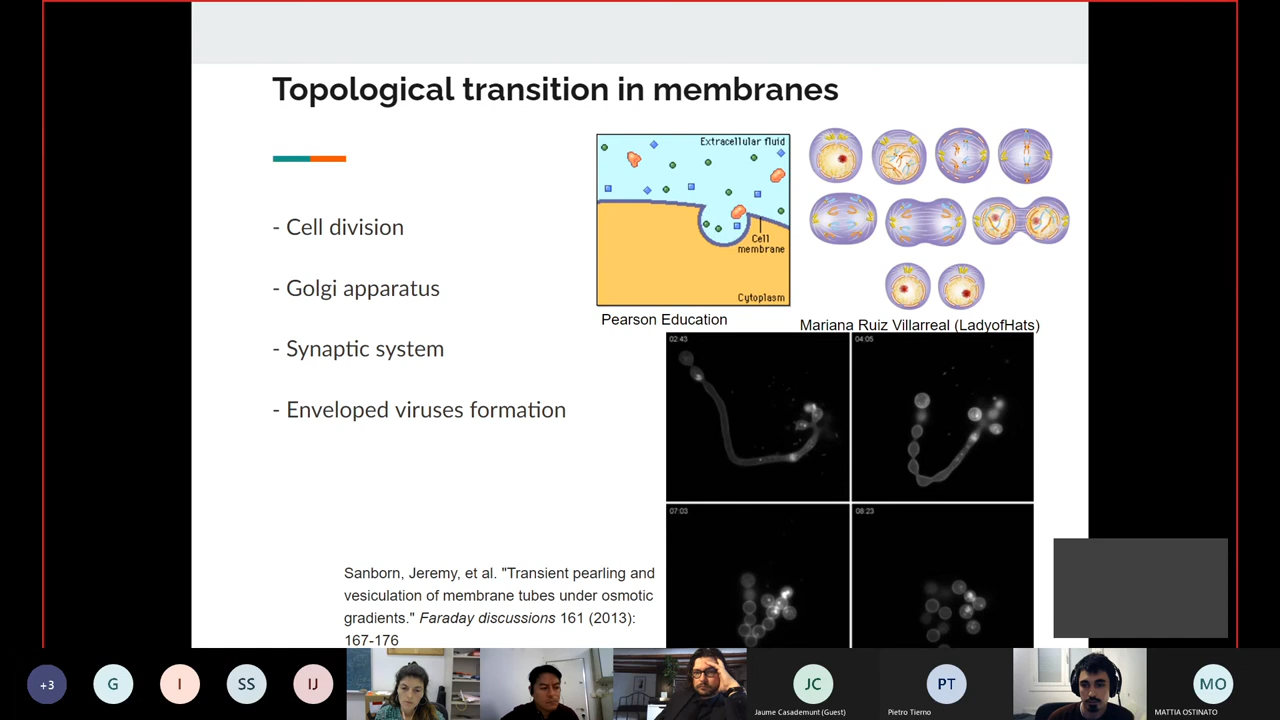 Topological transition in membranes
- Cell division
- Golgi apparatus
- Synaptic system
- Enveloped viruses formation
Extracellular fluid
Cell
membrane
Cytoplasm
Pearson Education
Mariana Ruiz Villarreal (LadyofHats)
02:43
04:05
07:03
08:23
Sanborn, Jeremy, et al. "Transient pearling and
vesiculation of membrane tubes under osmotic
gradients." Faraday discussions 161 (2013):
167-176
+3
G
I
SS
IJ
JC
Jaume Casademunt (Guest)
PT
Pietro Tierno
MO
MATTIA OSTINATO